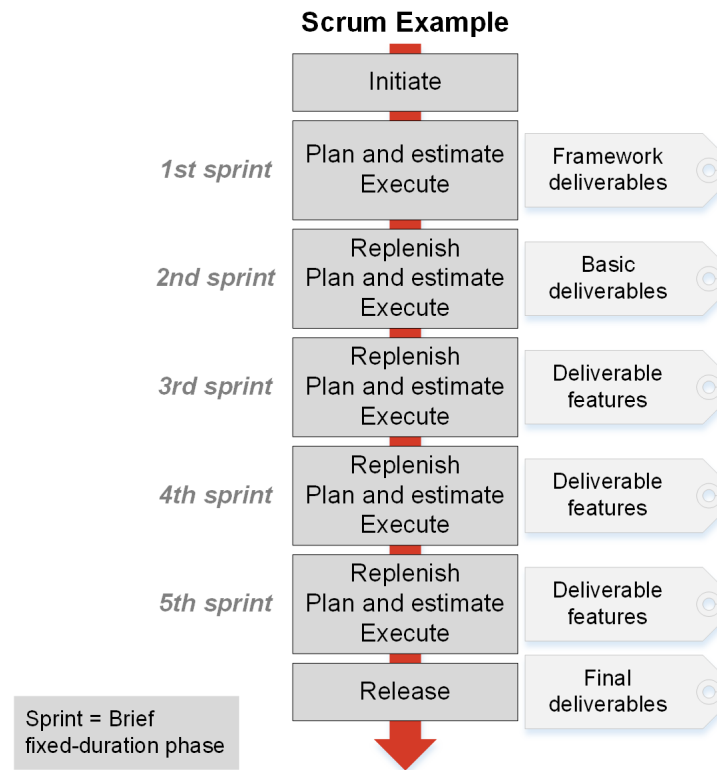 Scrum Example
Initiate
1st sprint
Plan and estimate
Execute
Framework
deliverables
2nd sprint
Replenish
Plan and estimate
Execute
Basic
deliverables
3rd sprint
Replenish
Plan and estimate
Execute
Deliverable
features
4th sprint
Replenish
Plan and estimate
Execute
Deliverable
features
5th sprint
Replenish
Plan and estimate
Execute
Deliverable
features
Release
Final
deliverables
Sprint = Brief
fixed-duration phase